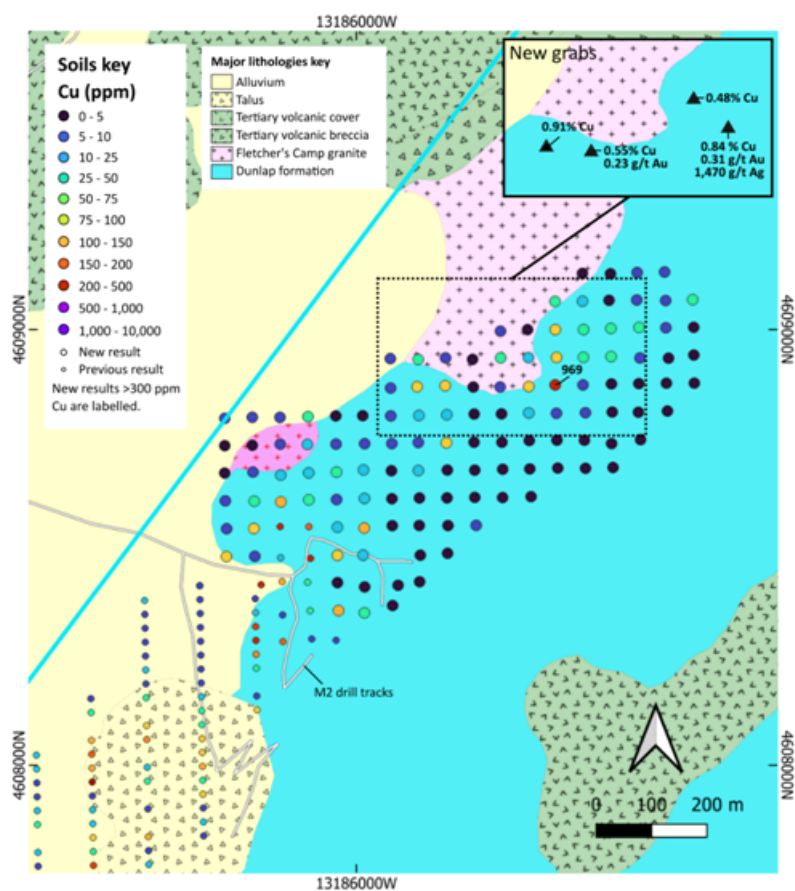 13186000W
Soils key
Cu (ppm)
0 - 5
5 - 10
10 - 25
25 - 50
50 - 75
75 - 100
100 - 150
150 - 200
200 - 500
500 - 1,000
1,000 - 10,000
New result
Previous result
New results >300 ppm
Cu are labelled.
Major lithologies key
Alluvium
Talus
Tertiary volcanic cover
Tertiary volcanic breccia
Fletcher's Camp granite
Dunlap formation
New grabs
0.48% Cu
0.91% Cu
0.55% Cu
0.23 g/t Au
0.84 % Cu
0.31 g/t Au
1,470 g/t Ag
4609000N
4609000N
969
M2 drill tracks
4608000N
4608000N
0 100 200 m
13186000W